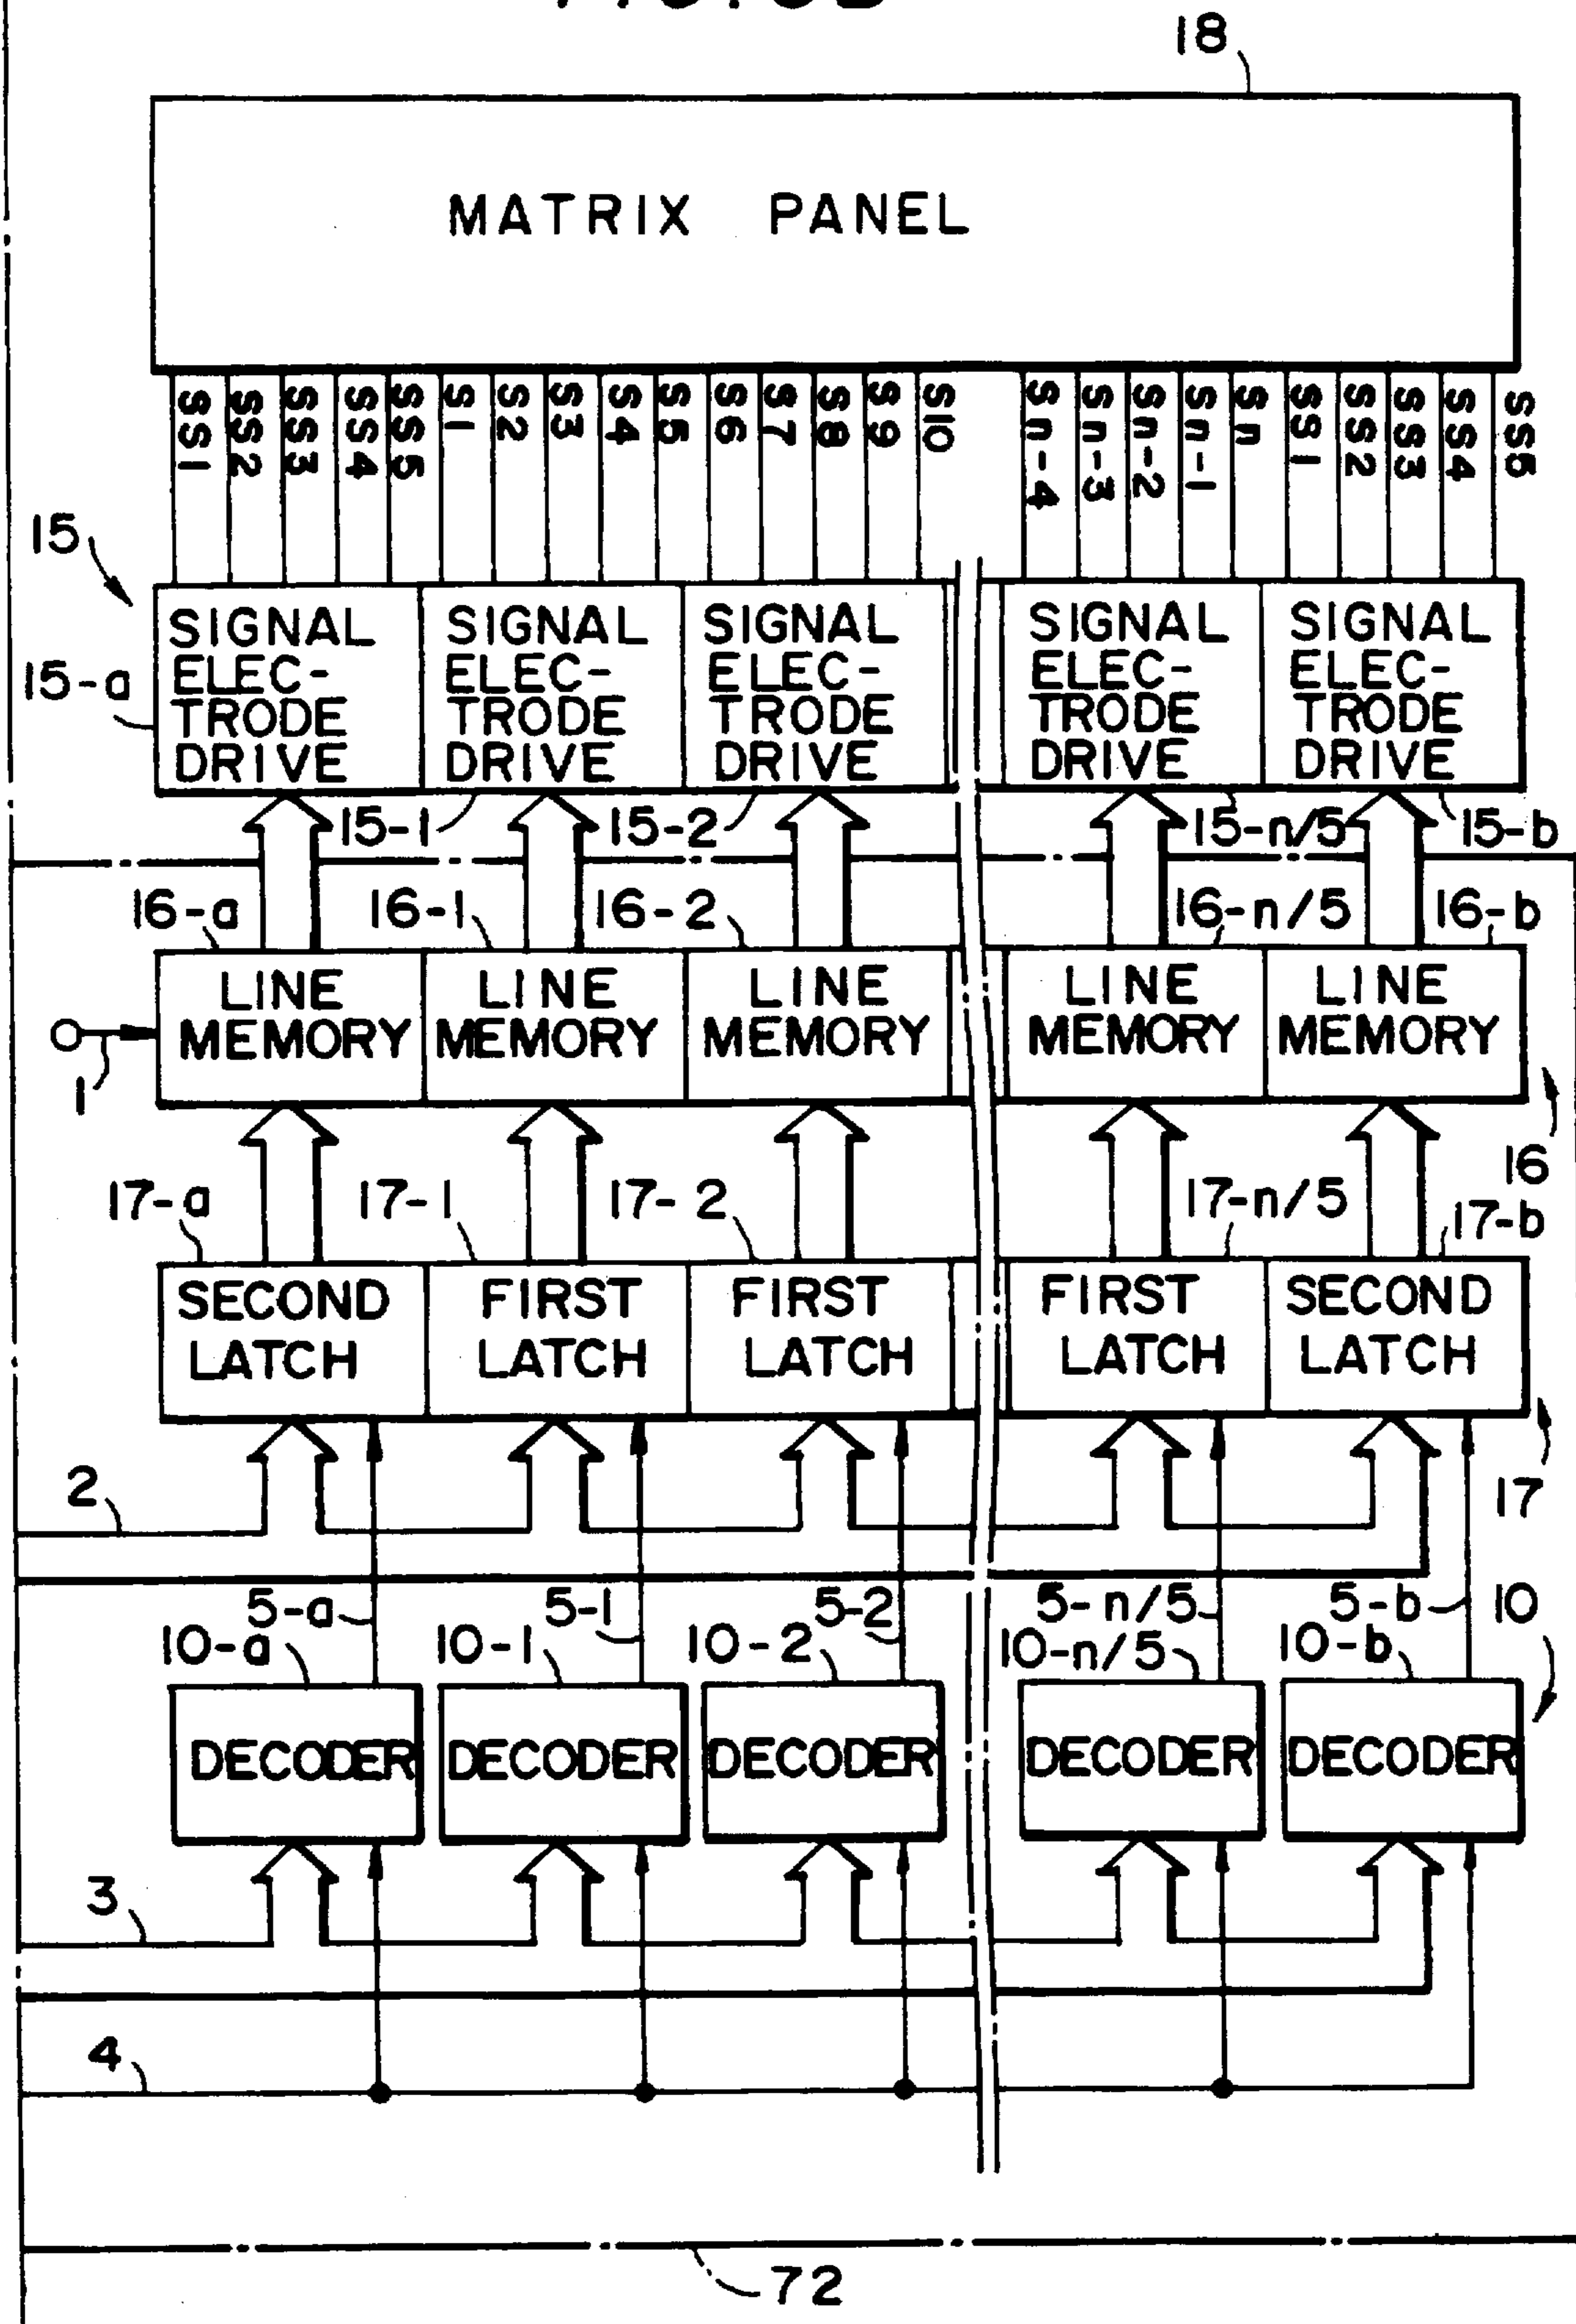 18
MATRIX PANEL
SS1 SS2 SS3 SS4 SS5 S1 S2 S3 S4 S5 S6 S7 S8 S9 S10 Sn-4 Sn-3 Sn-2 Sn-1 Sn SS1 SS2 SS3 SS4 SS5
15
15-a
SIGNAL SIGNAL SIGNAL SIGNAL SIGNAL
ELEC- ELEC- ELEC- ELEC- ELEC-
TRODE TRODE TRODE TRODE TRODE
DRIVE DRIVE DRIVE DRIVE DRIVE
15-1 15-2 15-n/5 15-b
16-a 16-1 16-2 16-n/5 16-b
LINE LINE LINE LINE LINE
MEMORY MEMORY MEMORY MEMORY MEMORY
1
16
17-a 17-1 17-2 17-n/5 17-b
SECOND FIRST FIRST FIRST SECOND
LATCH LATCH LATCH LATCH LATCH
2
17
5-a 5-1 5-2 5-n/5 5-b 10
10-a 10-1 10-2 10-n/5 10-b
DECODER DECODER DECODER DECODER DECODER
3
4
72